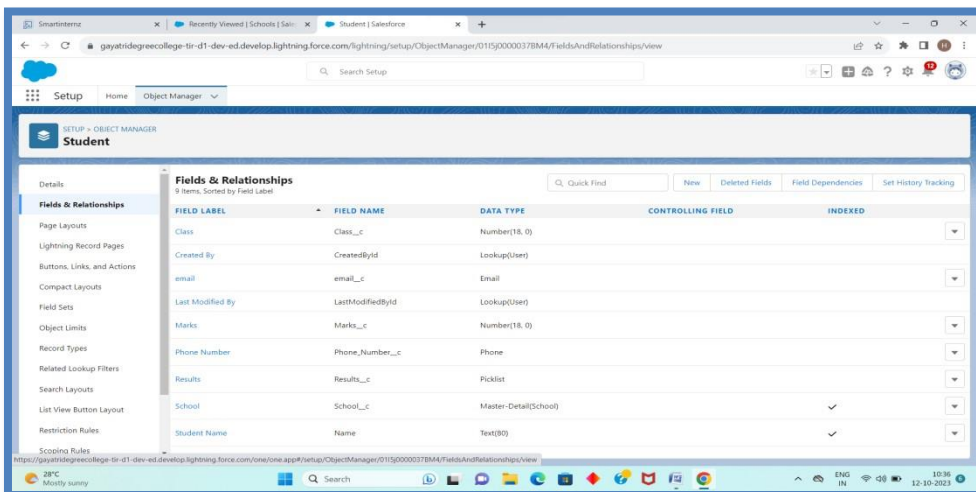 Smartinternz
Recently Viewed | Schools | Sale
Student | Salesforce
gayatridegreecollege-tir-d1-dev-ed.develop.lightning.force.com/lightning/setup/ObjectManager/01I5j0000037BM4/FieldsAndRelationships/view
H
Search Setup
12
Setup
Home
Object Manager
SETUP > OBJECT MANAGER
Student
Details
Fields & Relationships
Page Layouts
Lightning Record Pages
Buttons, Links, and Actions
Compact Layouts
Field Sets
Object Limits
Record Types
Related Lookup Filters
Search Layouts
List View Button Layout
Restriction Rules
Scoping Rules
Fields & Relationships
9 Items, Sorted by Field Label
Quick Find
New
Deleted Fields
Field Dependencies
Set History Tracking
FIELD LABEL FIELD NAME DATA TYPE CONTROLLING FIELD INDEXED
Class Class__c Number(18, 0)
Created By CreatedById Lookup(User)
email email__c Email
Last Modified By LastModifiedById Lookup(User)
Marks Marks__c Number(18, 0)
Phone Number Phone_Number__c Phone
Results Results__c Picklist
School School__c Master-Detail(School)
Student Name Name Text(80)
https://gayatridegreecollege-tir-d1-dev-ed.develop.lightning.force.com/one/one.app#/setup/ObjectManager/01I5j0000037BM4/FieldsAndRelationships/view
28°C
Mostly sunny
Search
ENG
IN
10:36
12-10-2023